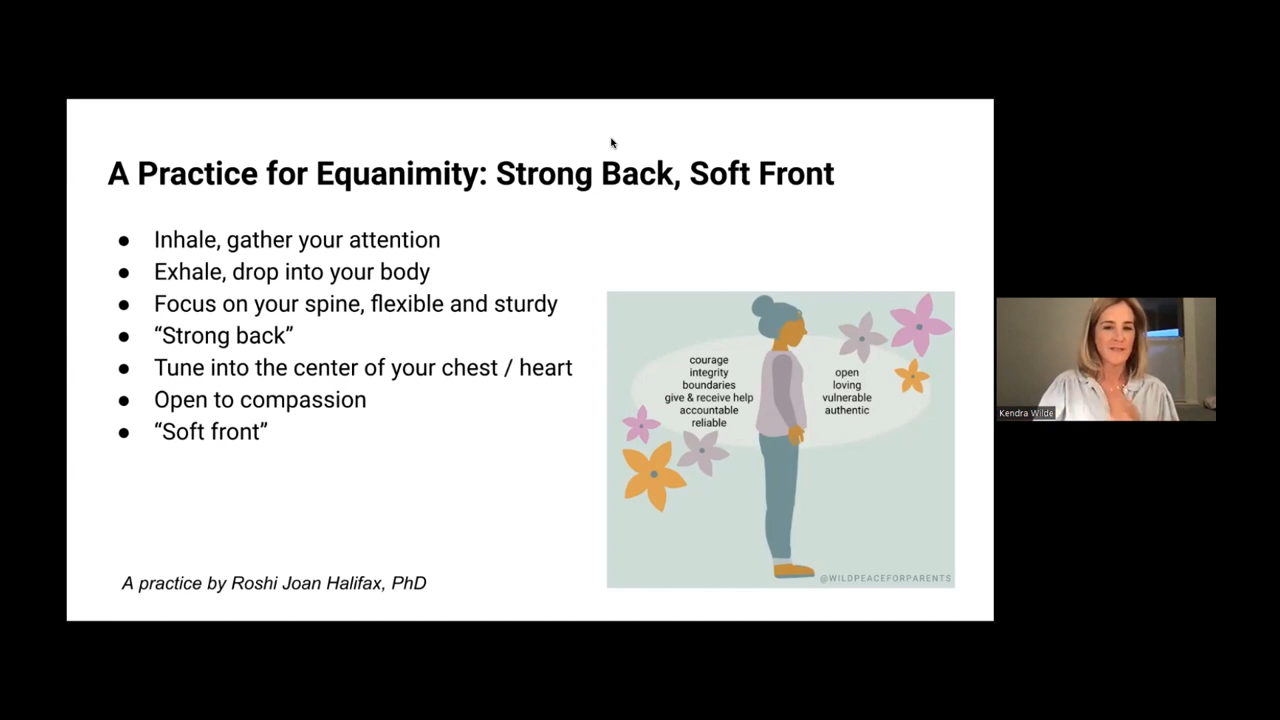 A Practice for Equanimity: Strong Back, Soft Front
● Inhale, gather your attention
● Exhale, drop into your body
● Focus on your spine, flexible and sturdy
● “Strong back”
● Tune into the center of your chest / heart
● Open to compassion
● “Soft front”
courage
integrity
boundaries
give & receive help
accountable
reliable
open
loving
vulnerable
authentic
@WILDPEACEFORPARENTS
A practice by Roshi Joan Halifax, PhD
Kendra Wilde